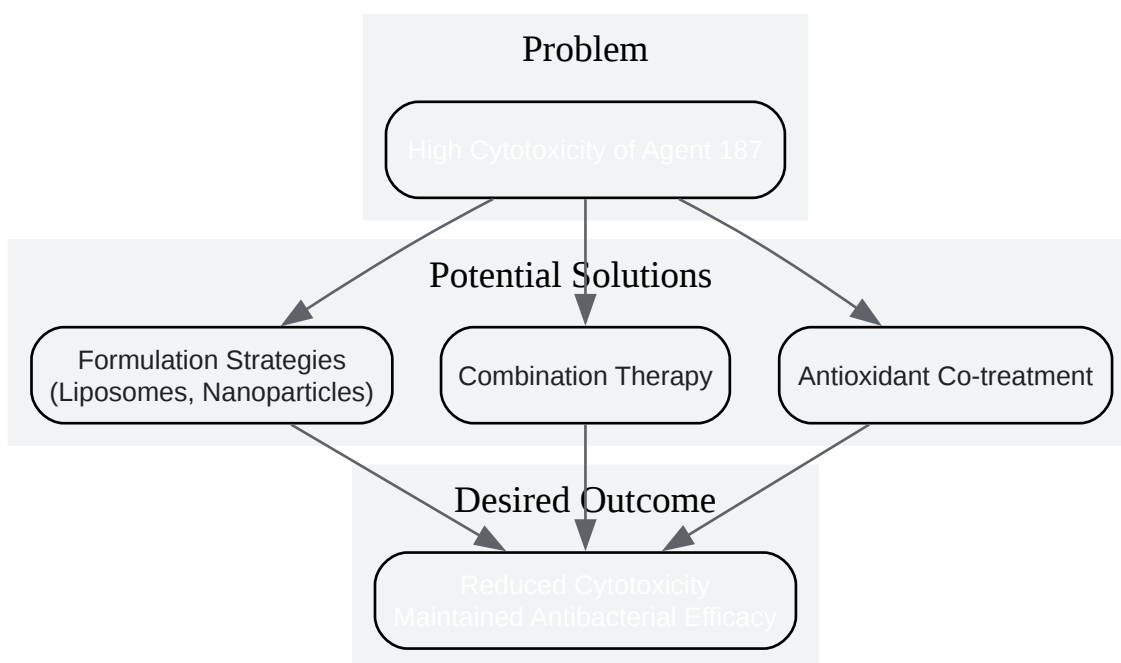 Problem
High Cytotoxicity of Agent 187
Potential Solutions
Formulation Strategies
(Liposomes, Nanoparticles)
Combination Therapy
Antioxidant Co-treatment
Desired Outcome
Reduced Cytotoxicity
Maintained Antibacterial Efficacy